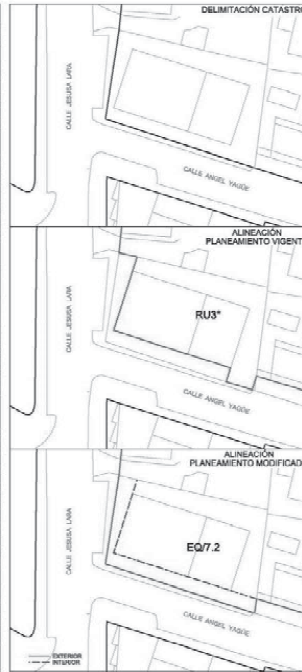 DELIMITACIÓN CATASTRO
CALLE JESUSA LARA
CALLE ANGEL YAGÜE
ALINEACIÓN
PLANEAMIENTO VIGENTE
RU3*
CALLE JESUSA LARA
CALLE ANGEL YAGÜE
ALINEACIÓN
PLANEAMIENTO MODIFICAD
EQ/7.2
CALLE JESUSA LARA
CALLE ANGEL YAGÜE
EXTERIOR
INTERIOR